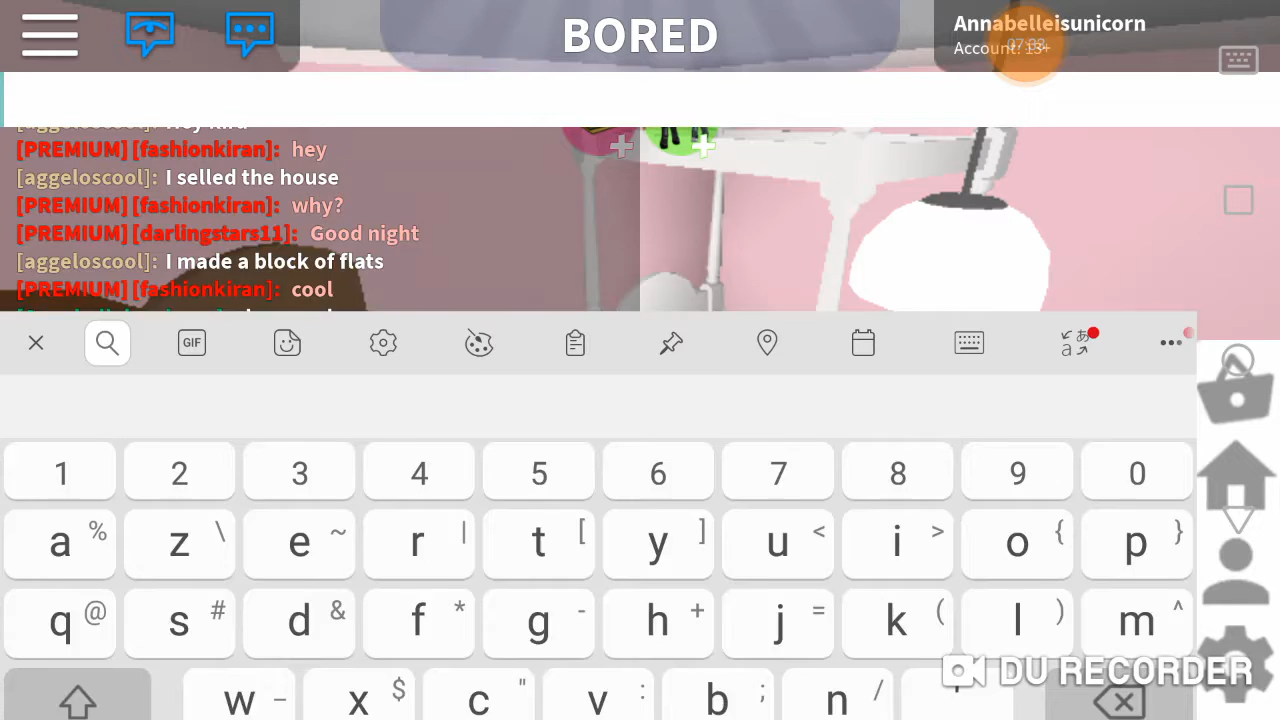 BORED
Annabelleisunicorn
Account: 13+
07:32
[PREMIUM] [fashionkiran]: hey
[aggeloscool]: I selled the house
[PREMIUM] [fashionkiran]: why?
[PREMIUM] [darlingstars11]: Good night
[aggeloscool]: I made a block of flats
[PREMIUM] [fashionkiran]: cool
GIF
1 2 3 4 5 6 7 8 9 0
a % z \ e ~ r | t [ y ] u < i > o { p }
q @ s # d & f * g - h + j = k ( l ) m ^
w _ x $ c " v : b ; n / '
DU RECORDER